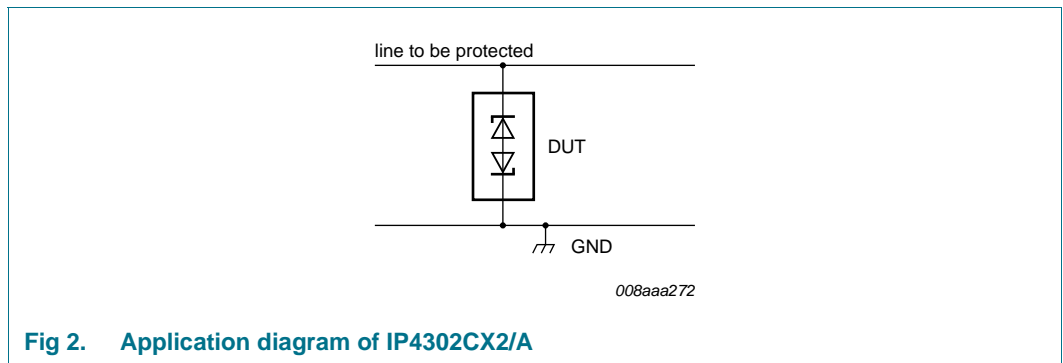 line to be protected
DUT
GND
008aaa272
Fig 2. Application diagram of IP4302CX2/A